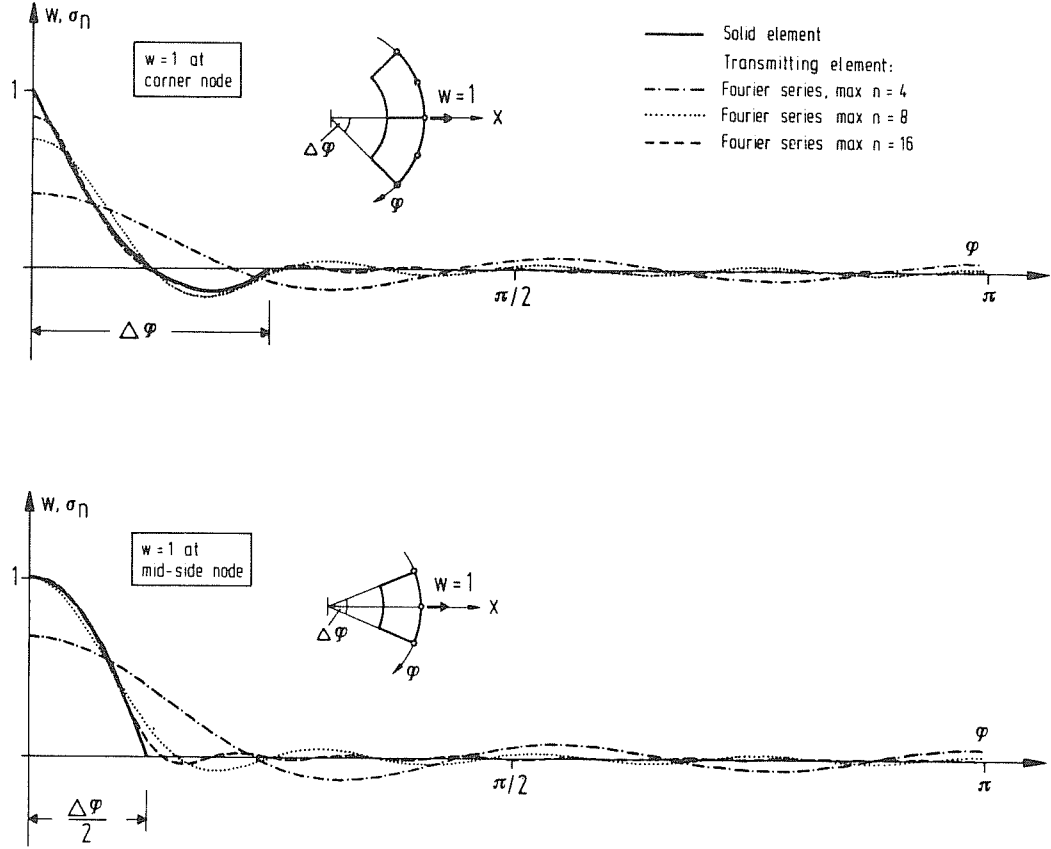 W, σn
w = 1 at
corner node
1
w = 1
X
Δφ
φ
Solid element
Transmitting element:
Fourier series, max n = 4
Fourier series max n = 8
Fourier series max n = 16
φ
π/2
π
Δφ
W, σn
w = 1 at
mid-side node
1
w = 1
X
Δφ
φ
φ
π/2
π
Δφ
2